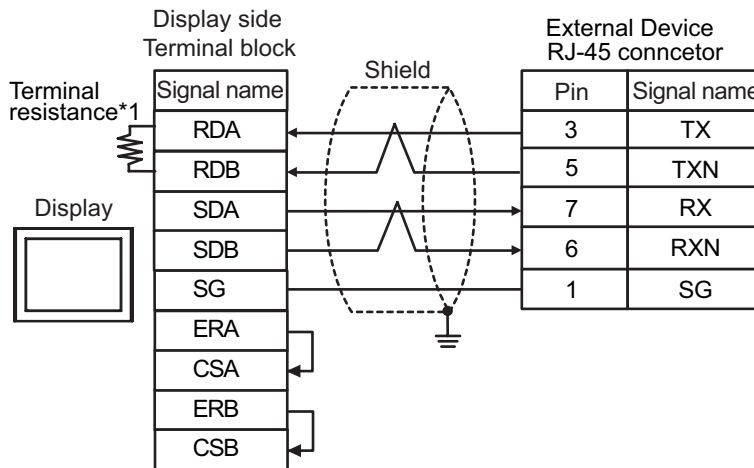 Display side
Terminal block
External Device
RJ-45 conncetor
Shield
Terminal
resistance*1
Display
Signal name
RDA
RDB
SDA
SDB
SG
ERA
CSA
ERB
CSB
Pin Signal name
3 TX
5 TXN
7 RX
6 RXN
1 SG